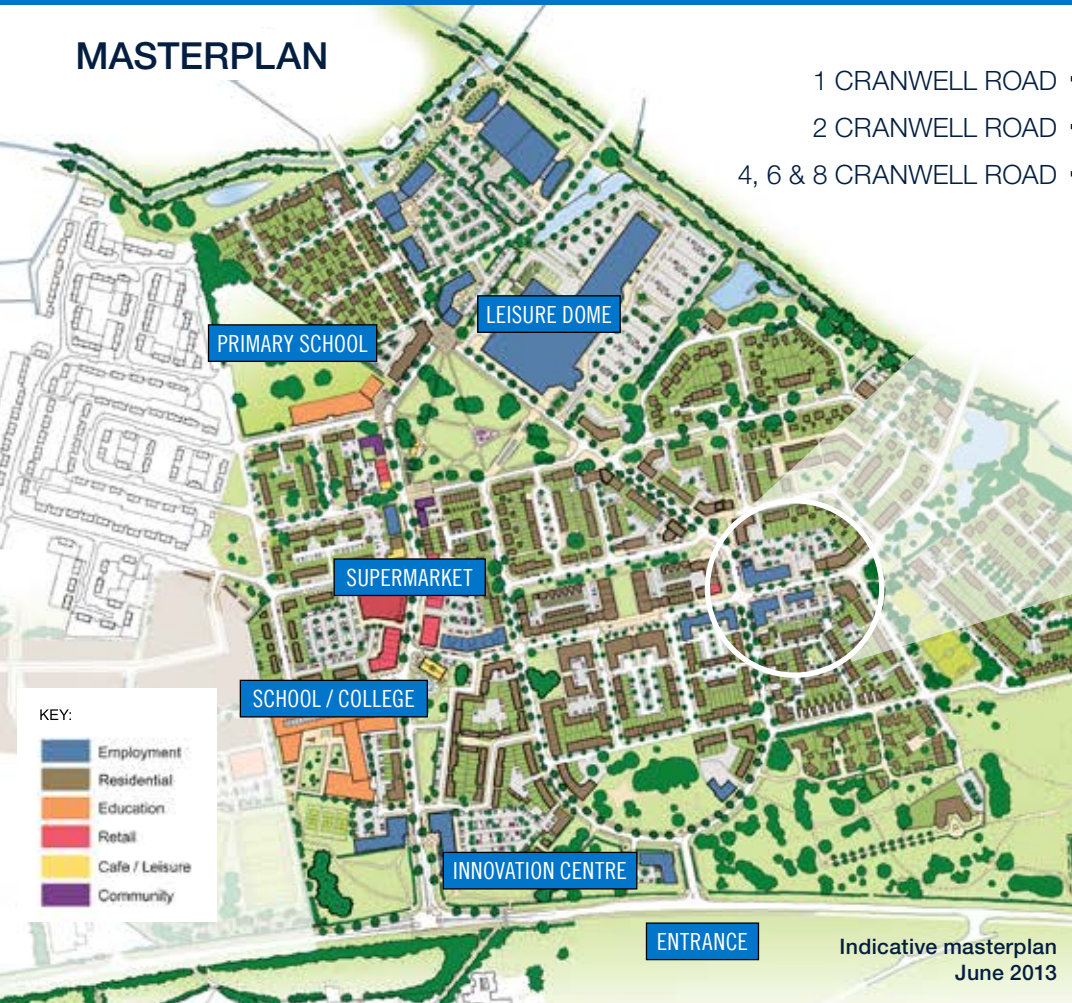 MASTERPLAN
1 CRANWELL ROAD
2 CRANWELL ROAD
4, 6 & 8 CRANWELL ROAD
LEISURE DOME
PRIMARY SCHOOL
SUPERMARKET
SCHOOL / COLLEGE
KEY:
Employment
Residential
Education
Retail
Cafe / Leisure
Community
INNOVATION CENTRE
ENTRANCE
Indicative masterplan
June 2013